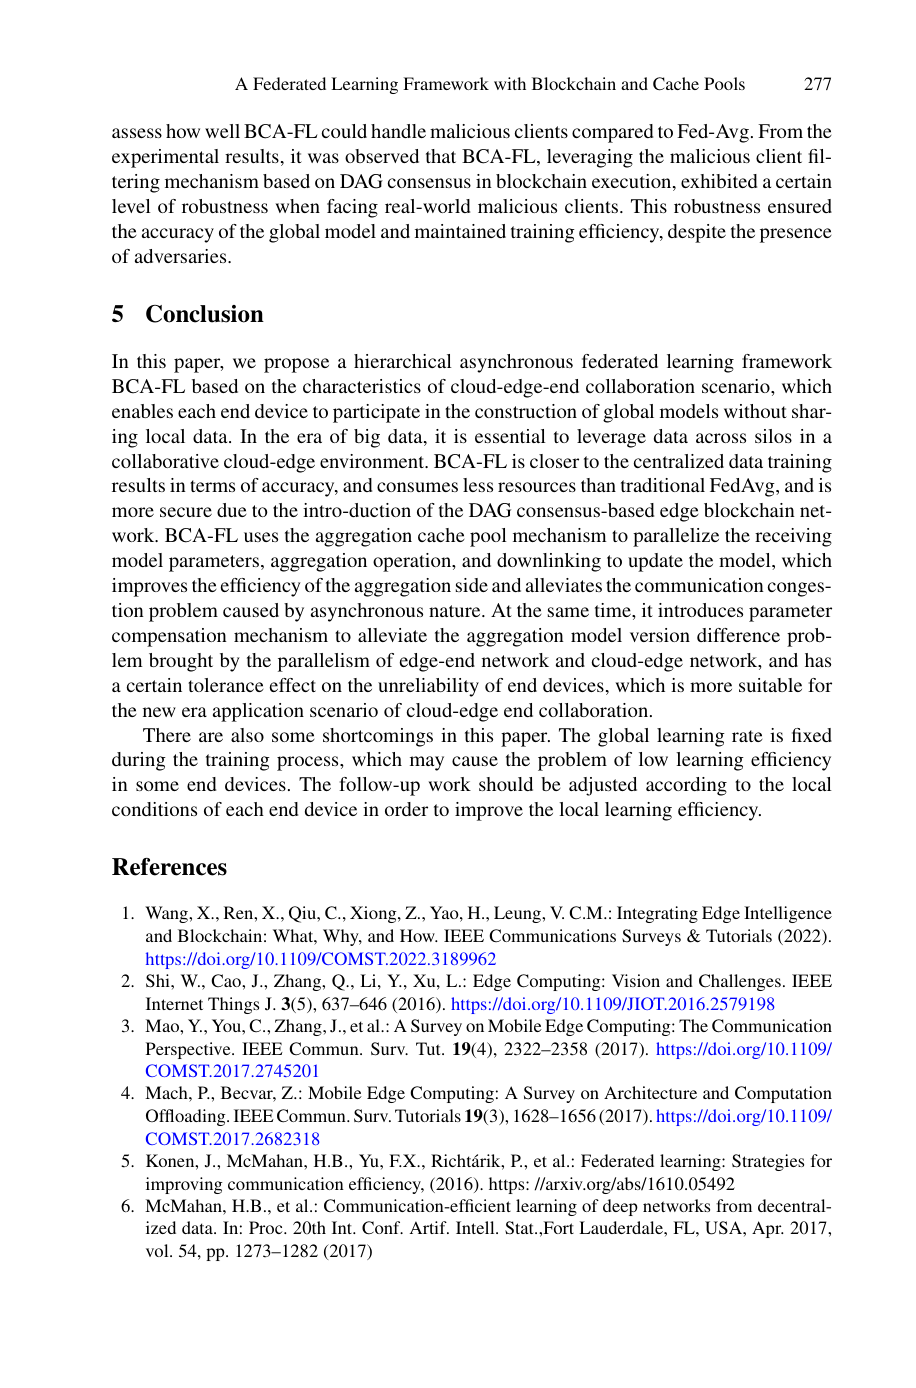 A Federated Learning Framework with Blockchain and Cache Pools 277
assess how well BCA-FL could handle malicious clients compared to Fed-Avg. From the
experimental results, it was observed that BCA-FL, leveraging the malicious client fil-
tering mechanism based on DAG consensus in blockchain execution, exhibited a certain
level of robustness when facing real-world malicious clients. This robustness ensured
the accuracy of the global model and maintained training efficiency, despite the presence
of adversaries.
5 Conclusion
In this paper, we propose a hierarchical asynchronous federated learning framework
BCA-FL based on the characteristics of cloud-edge-end collaboration scenario, which
enables each end device to participate in the construction of global models without shar-
ing local data. In the era of big data, it is essential to leverage data across silos in a
collaborative cloud-edge environment. BCA-FL is closer to the centralized data training
results in terms of accuracy, and consumes less resources than traditional FedAvg, and is
more secure due to the intro-duction of the DAG consensus-based edge blockchain net-
work. BCA-FL uses the aggregation cache pool mechanism to parallelize the receiving
model parameters, aggregation operation, and downlinking to update the model, which
improves the efficiency of the aggregation side and alleviates the communication conges-
tion problem caused by asynchronous nature. At the same time, it introduces parameter
compensation mechanism to alleviate the aggregation model version difference prob-
lem brought by the parallelism of edge-end network and cloud-edge network, and has
a certain tolerance effect on the unreliability of end devices, which is more suitable for
the new era application scenario of cloud-edge end collaboration.
There are also some shortcomings in this paper. The global learning rate is fixed
during the training process, which may cause the problem of low learning efficiency
in some end devices. The follow-up work should be adjusted according to the local
conditions of each end device in order to improve the local learning efficiency.
References
1. Wang, X., Ren, X., Qiu, C., Xiong, Z., Yao, H., Leung, V. C.M.: Integrating Edge Intelligence
and Blockchain: What, Why, and How. IEEE Communications Surveys & Tutorials (2022).
https://doi.org/10.1109/COMST.2022.3189962
2. Shi, W., Cao, J., Zhang, Q., Li, Y., Xu, L.: Edge Computing: Vision and Challenges. IEEE
Internet Things J. 3(5), 637–646 (2016). https://doi.org/10.1109/JIOT.2016.2579198
3. Mao, Y., You, C., Zhang, J., et al.: A Survey on Mobile Edge Computing: The Communication
Perspective. IEEE Commun. Surv. Tut. 19(4), 2322–2358 (2017). https://doi.org/10.1109/
COMST.2017.2745201
4. Mach, P., Becvar, Z.: Mobile Edge Computing: A Survey on Architecture and Computation
Offloading. IEEE Commun. Surv. Tutorials 19(3), 1628–1656 (2017). https://doi.org/10.1109/
COMST.2017.2682318
5. Konen, J., McMahan, H.B., Yu, F.X., Richtárik, P., et al.: Federated learning: Strategies for
improving communication efficiency, (2016). https: //arxiv.org/abs/1610.05492
6. McMahan, H.B., et al.: Communication-efficient learning of deep networks from decentral-
ized data. In: Proc. 20th Int. Conf. Artif. Intell. Stat.,Fort Lauderdale, FL, USA, Apr. 2017,
vol. 54, pp. 1273–1282 (2017)